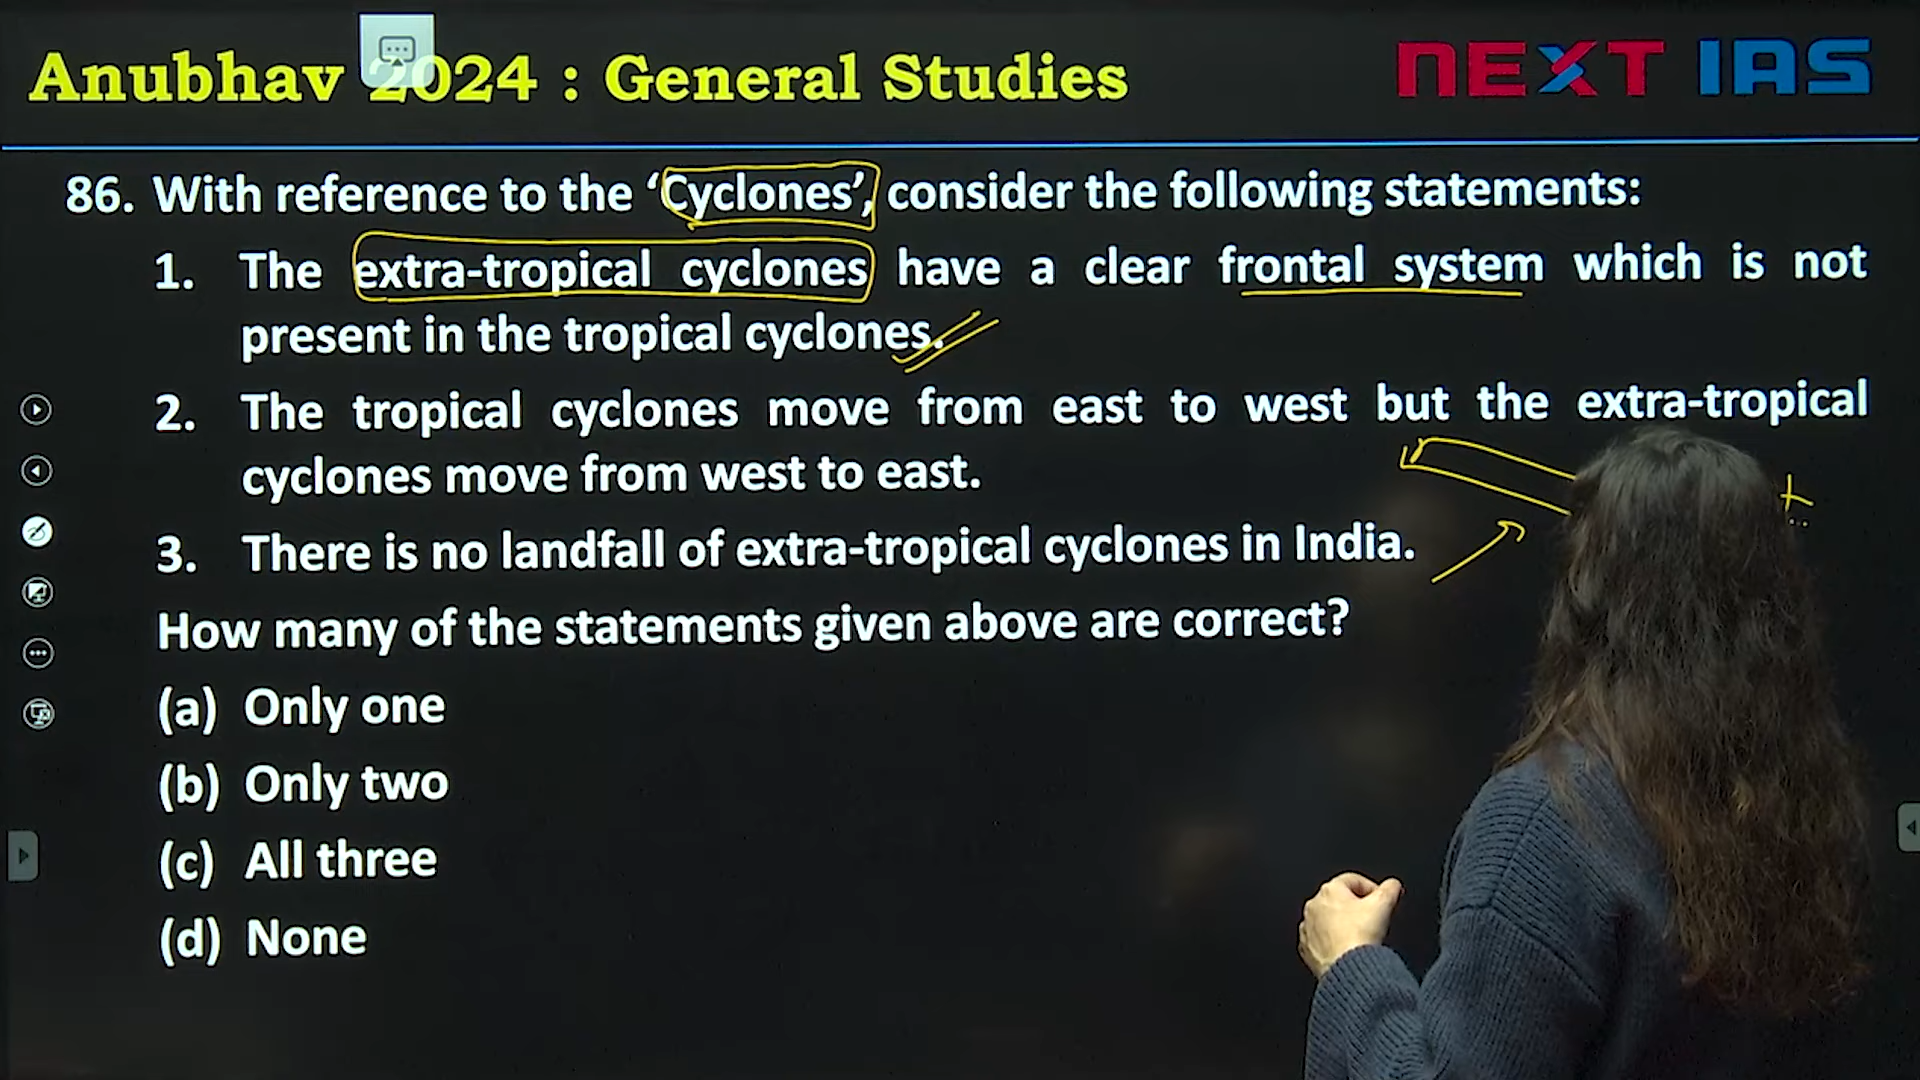 Anubhav 2024 : General Studies
NEXT IAS
86. With reference to the ‘Cyclones’, consider the following statements:
1. The extra-tropical cyclones have a clear frontal system which is not
present in the tropical cyclones.
2. The tropical cyclones move from east to west but the extra-tropical
cyclones move from west to east.
3. There is no landfall of extra-tropical cyclones in India.
How many of the statements given above are correct?
(a) Only one
(b) Only two
(c) All three
(d) None